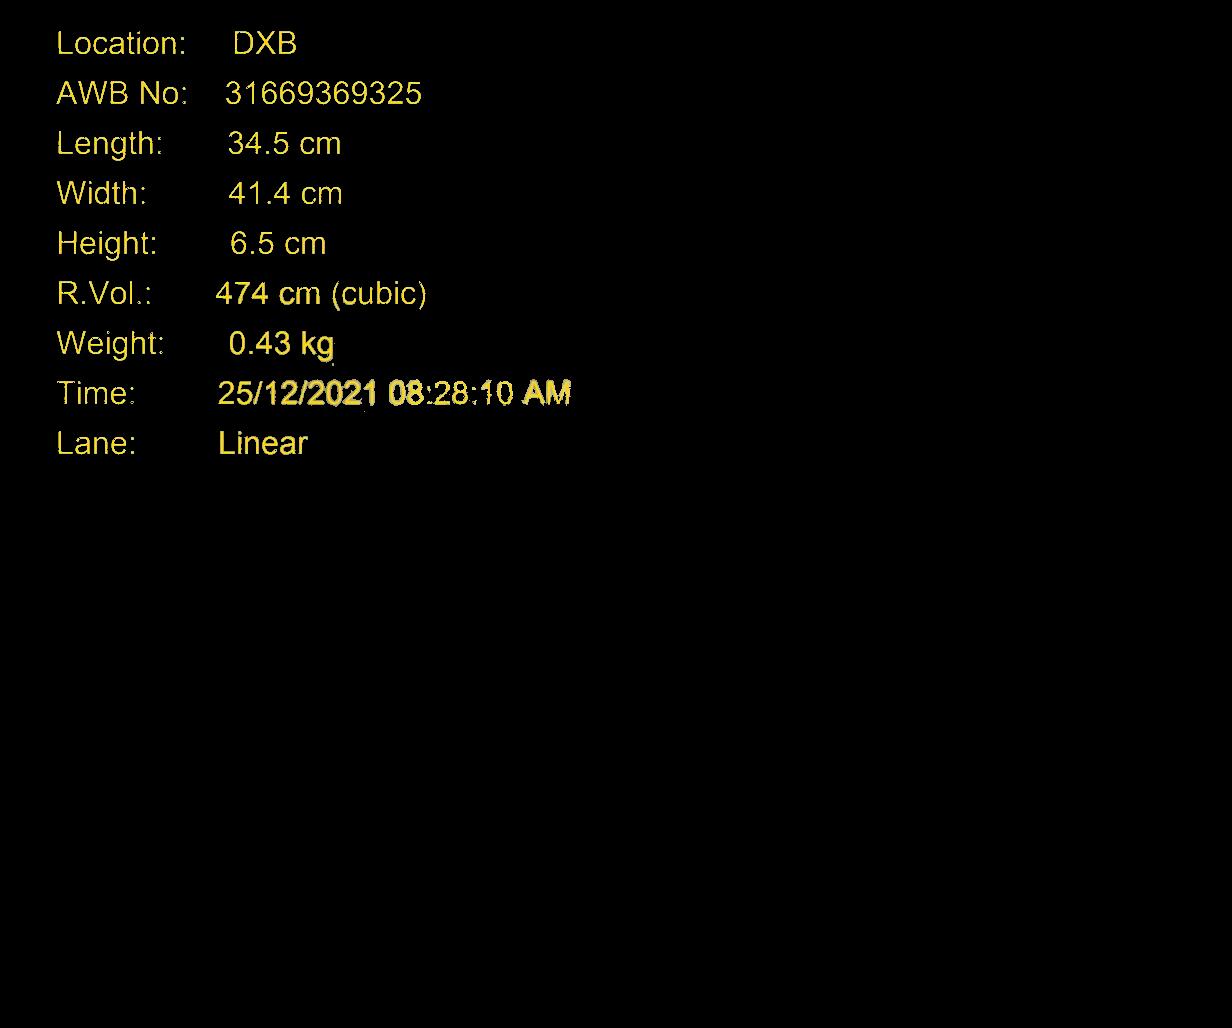 Location: DXB
AWB No: 31669369325
Length: 34.5 cm
Width: 41.4 cm
Height: 6.5 cm
R.Vol.: 474 cm (cubic)
Weight: 0.43 kg
Time: 25/12/2021 08:28:10 AM
Lane: Linear